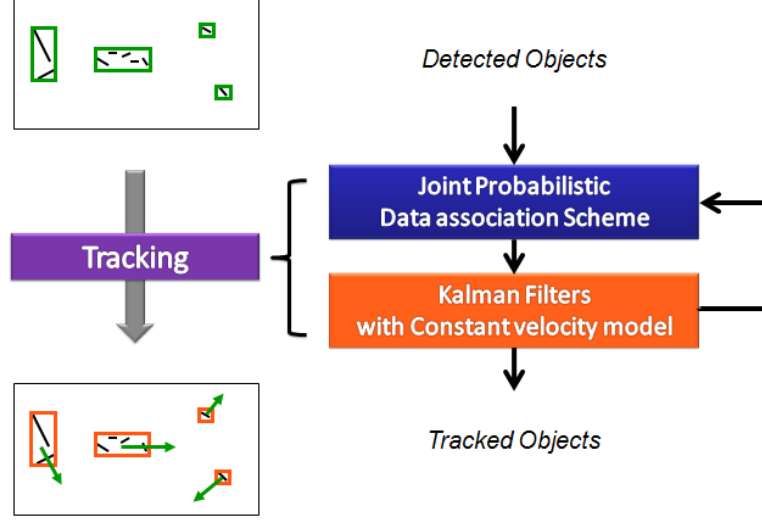 Detected Objects
Joint Probabilistic
Data association Scheme
Tracking
Kalman Filters
with Constant velocity model
Tracked Objects